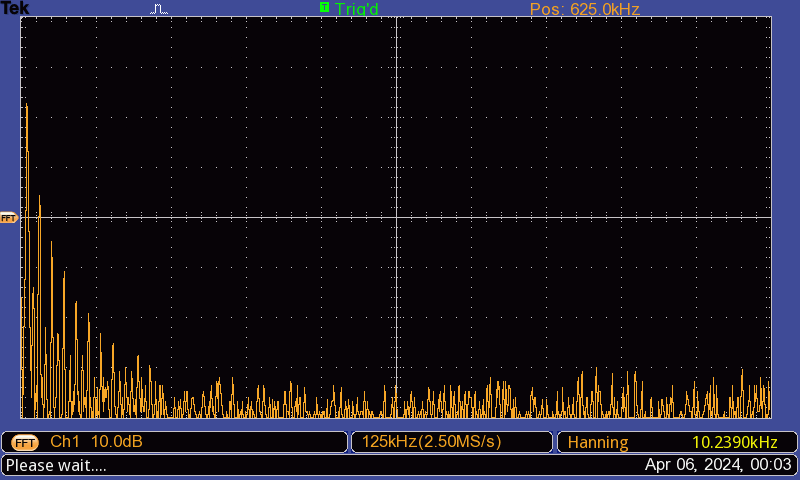 Tek T Trig'd Pos: 625.0kHz
FFT
FFT Ch1 10.0dB 125kHz(2.50MS/s) Hanning 10.2390kHz
Please wait.... Apr 06, 2024, 00:03